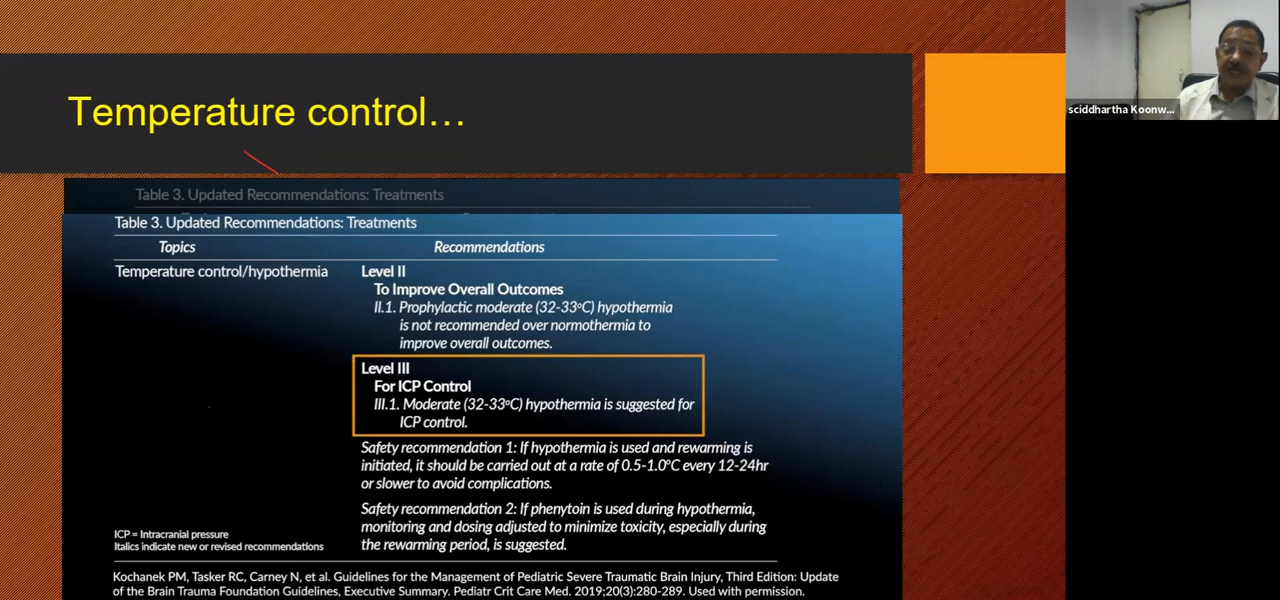 Temperature control…
sciddhartha Koonw...
Table 3. Updated Recommendations: Treatments
Table 3. Updated Recommendations: Treatments
Topics Recommendations
Temperature control/hypothermia Level II
To Improve Overall Outcomes
II.1. Prophylactic moderate (32-33ºC) hypothermia
is not recommended over normothermia to
improve overall outcomes.
Level III
For ICP Control
III.1. Moderate (32-33ºC) hypothermia is suggested for
ICP control.
Safety recommendation 1: If hypothermia is used and rewarming is
initiated, it should be carried out at a rate of 0.5-1.0ºC every 12-24hr
or slower to avoid complications.
Safety recommendation 2: If phenytoin is used during hypothermia,
monitoring and dosing adjusted to minimize toxicity, especially during
the rewarming period, is suggested.
ICP = Intracranial pressure
Italics indicate new or revised recommendations
Kochanek PM, Tasker RC, Carney N, et al. Guidelines for the Management of Pediatric Severe Traumatic Brain Injury, Third Edition: Update
of the Brain Trauma Foundation Guidelines, Executive Summary. Pediatr Crit Care Med. 2019;20(3):280-289. Used with permission.